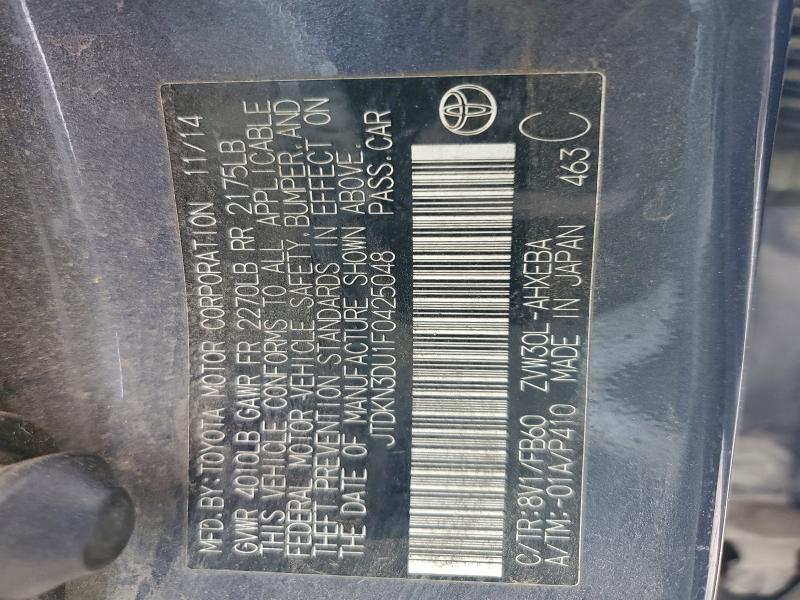 MFD. BY: TOYOTA MOTOR CORPORATION 11/14
GVWR 4010LB GAWR FR 2270LB RR 2175LB
THIS VEHICLE CONFORMS TO ALL APPLICABLE
FEDERAL MOTOR VEHICLE SAFETY, BUMPER, AND
THEFT PREVENTION STANDARDS IN EFFECT ON
THE DATE OF MANUFACTURE SHOWN ABOVE.
JTDKN3DU1F0425048 PASS. CAR
C/TR: 8V1/FB60 ZVW30L-AHXEBA
A/TM: -01A/P410 MADE IN JAPAN 463 C